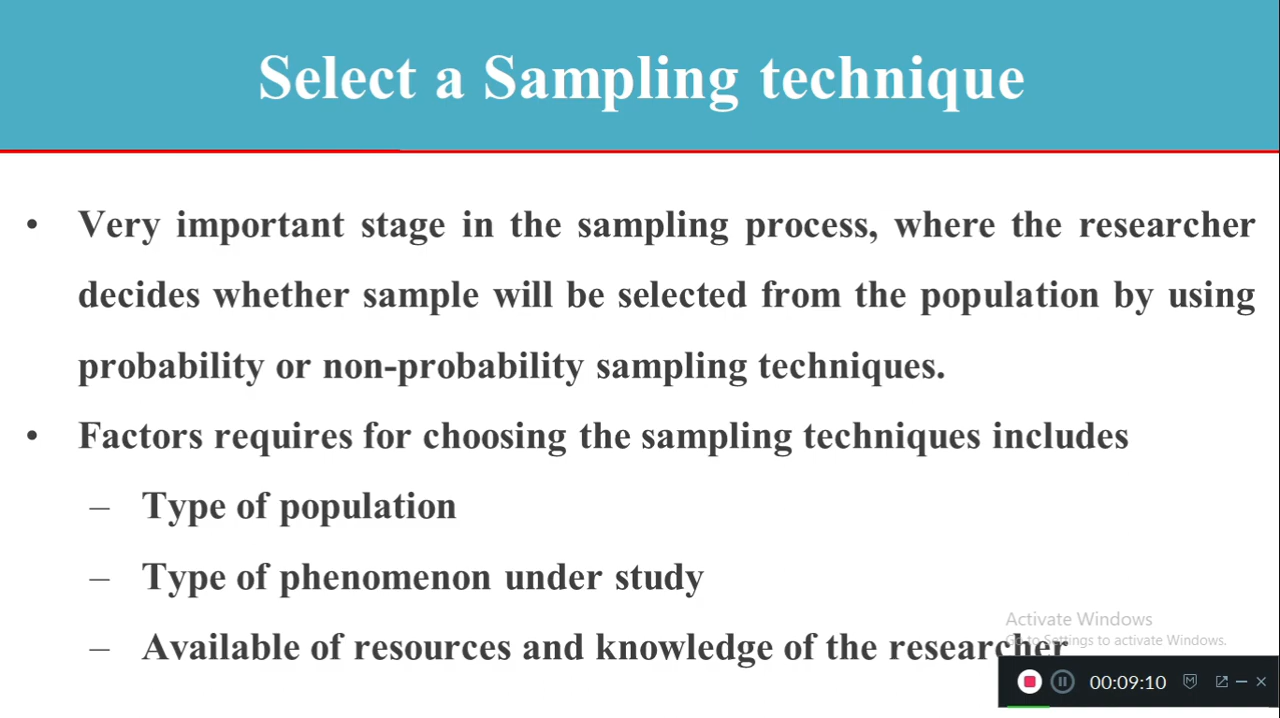 Select a Sampling technique
• Very important stage in the sampling process, where the researcher
decides whether sample will be selected from the population by using
probability or non-probability sampling techniques.
• Factors requires for choosing the sampling techniques includes
– Type of population
– Type of phenomenon under study
– Available of resources and knowledge of the researcher
Activate Windows
Go to Settings to activate Windows.
00:09:10